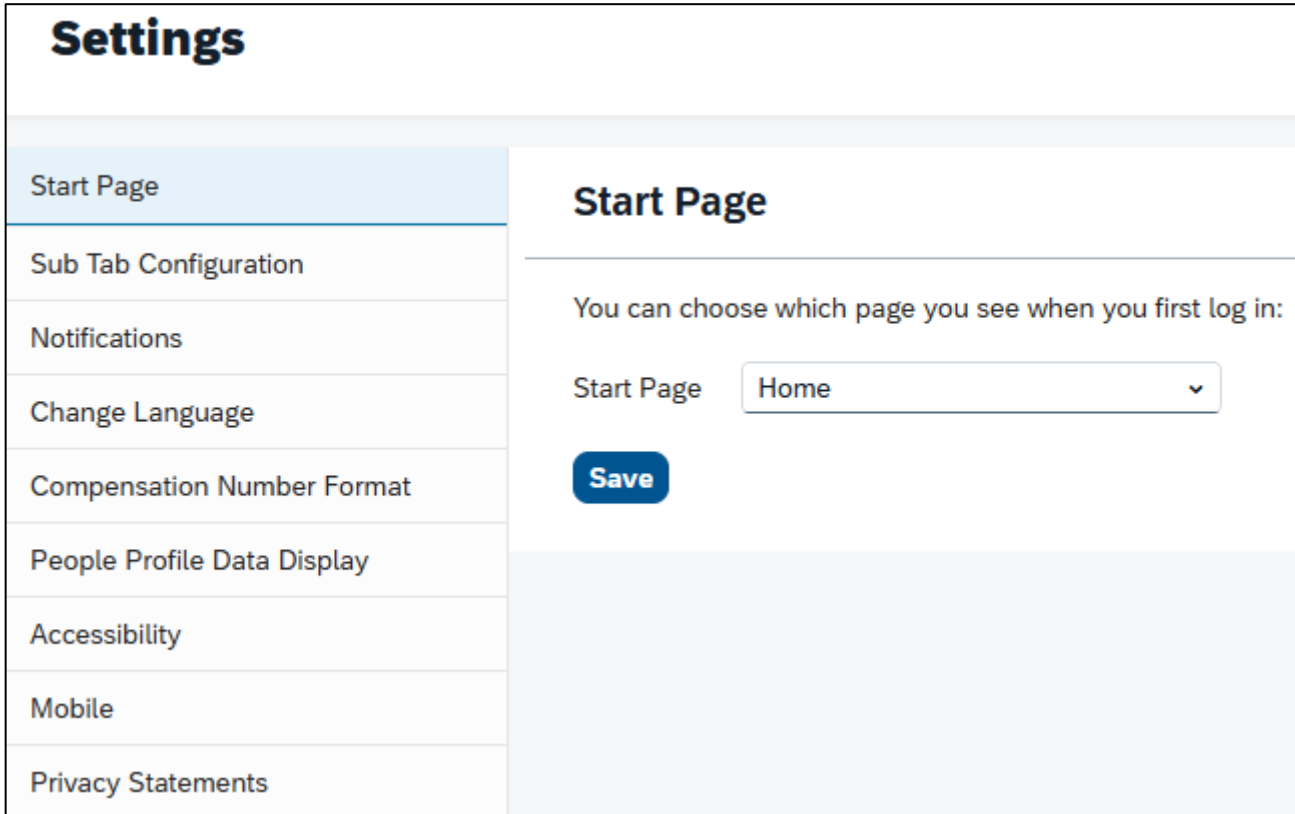 Settings
Start Page
Sub Tab Configuration
Notifications
Change Language
Compensation Number Format
People Profile Data Display
Accessibility
Mobile
Privacy Statements
Start Page
You can choose which page you see when you first log in:
Start Page Home
Save